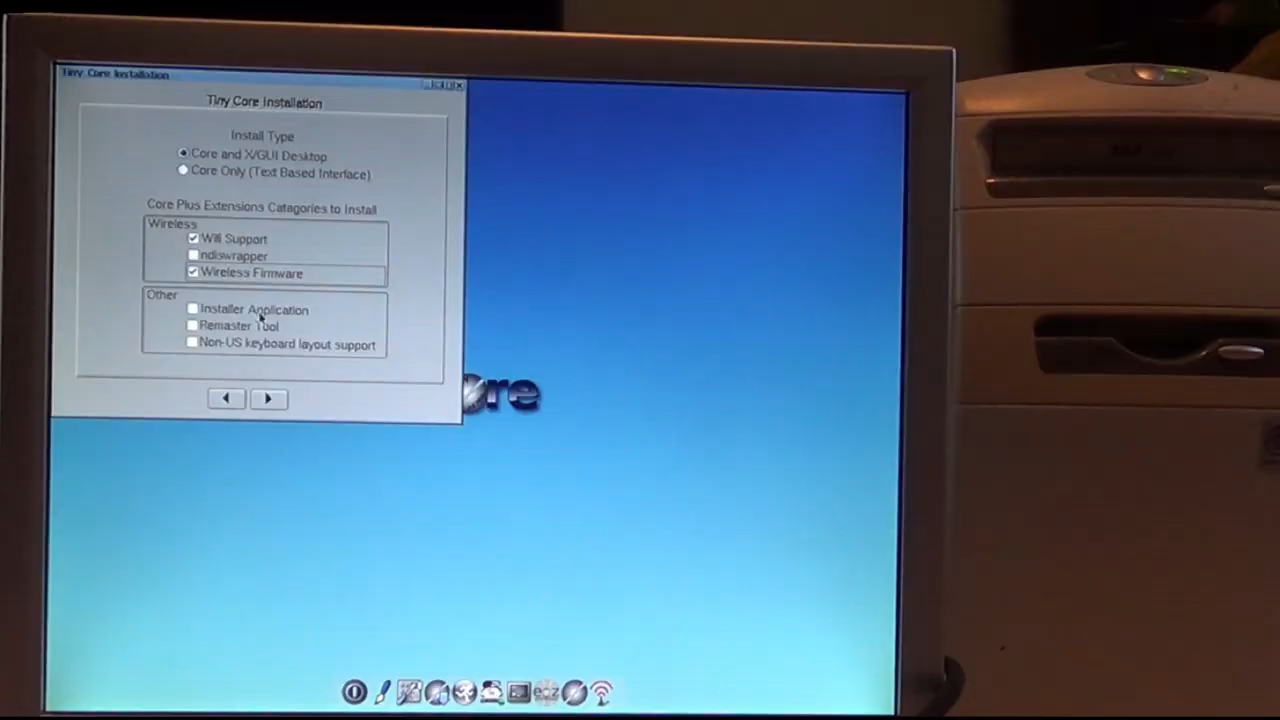 Tiny Core Installation
Tiny Core Installation
Install Type
Core and X/GUI Desktop
Core Only (Text Based Interface)
Core Plus Extensions Catagories to Install
Wireless
Wifi Support
ndiswrapper
Wireless Firmware
Other
Installer Application
Remaster Tool
Non-US keyboard layout support
ore